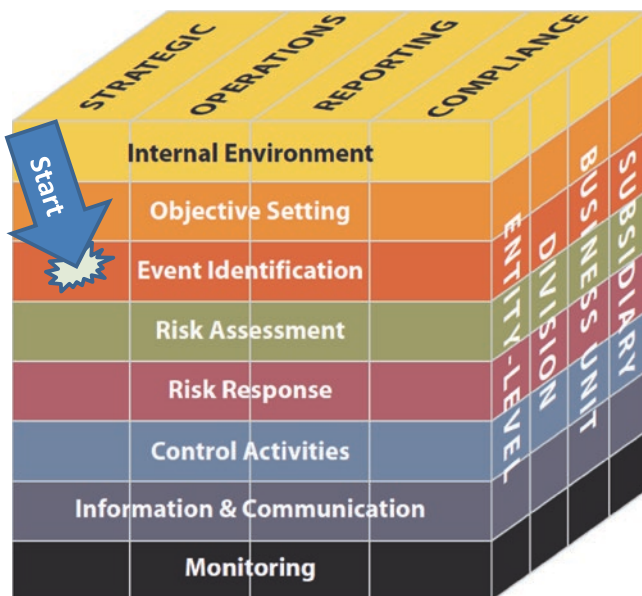 STRATEGIC
OPERATIONS
REPORTING
COMPLIANCE
Start
Internal Environment
Objective Setting
Event Identification
Risk Assessment
Risk Response
Control Activities
Information & Communication
Monitoring
ENTITY-LEVEL
DIVISION
BUSINESS UNIT
SUBSIDIARY